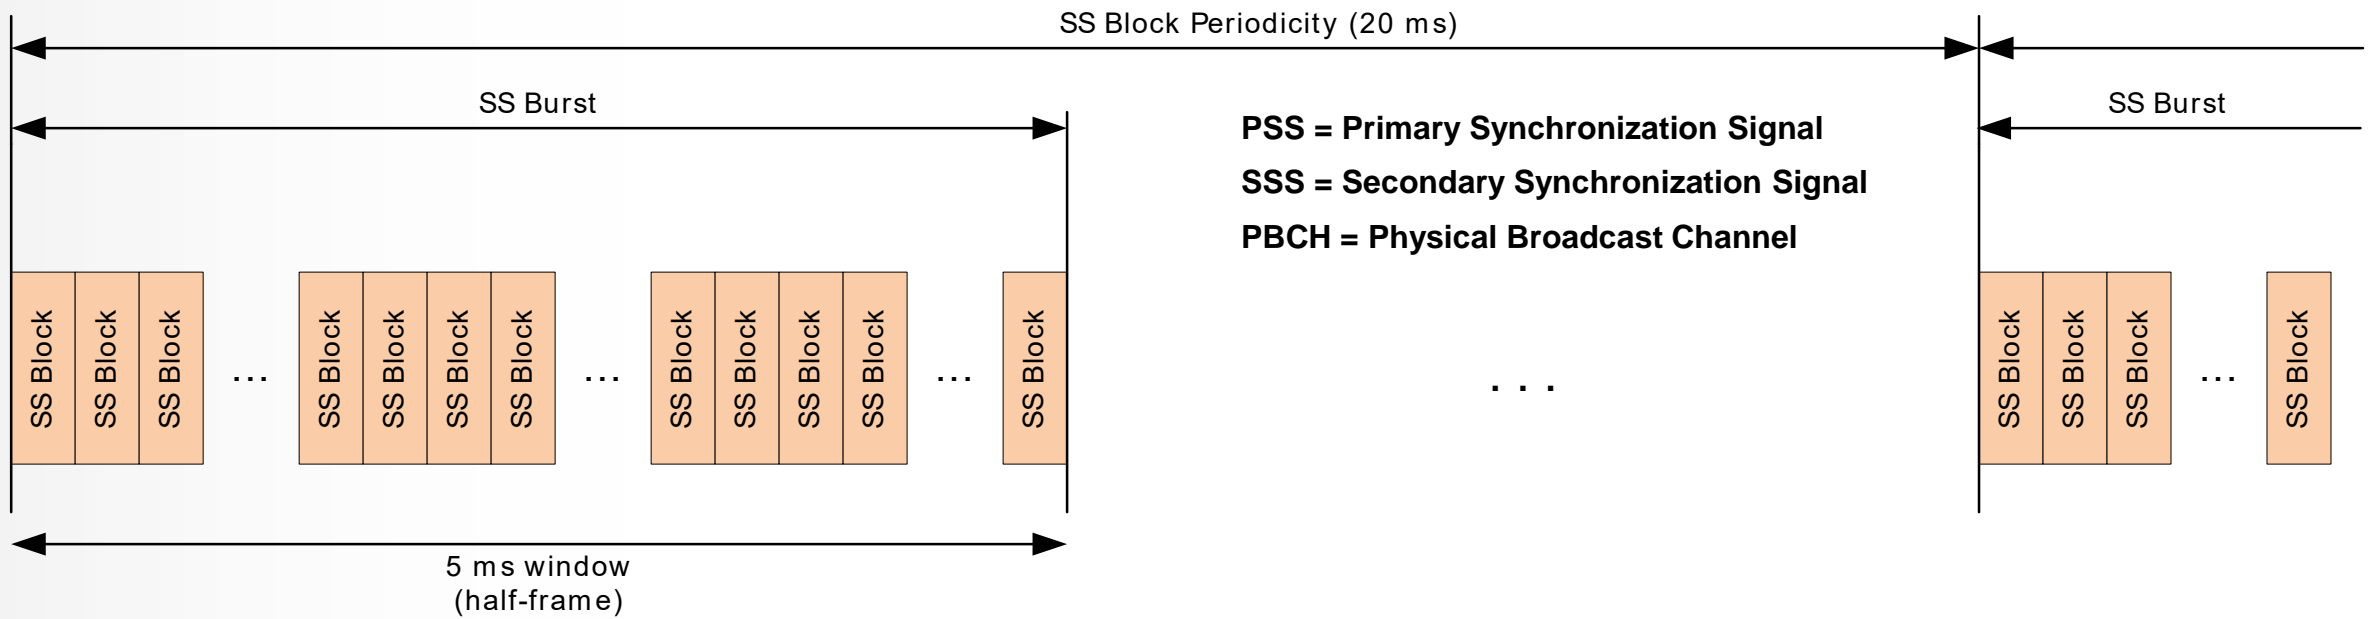 SS Block Periodicity (20 ms)
SS Burst
SS Burst
PSS = Primary Synchronization Signal
SSS = Secondary Synchronization Signal
PBCH = Physical Broadcast Channel
SS Block
SS Block
SS Block
...
SS Block
SS Block
SS Block
SS Block
...
SS Block
SS Block
SS Block
SS Block
...
SS Block
. . .
SS Block
SS Block
SS Block
...
SS Block
5 ms window
(half-frame)